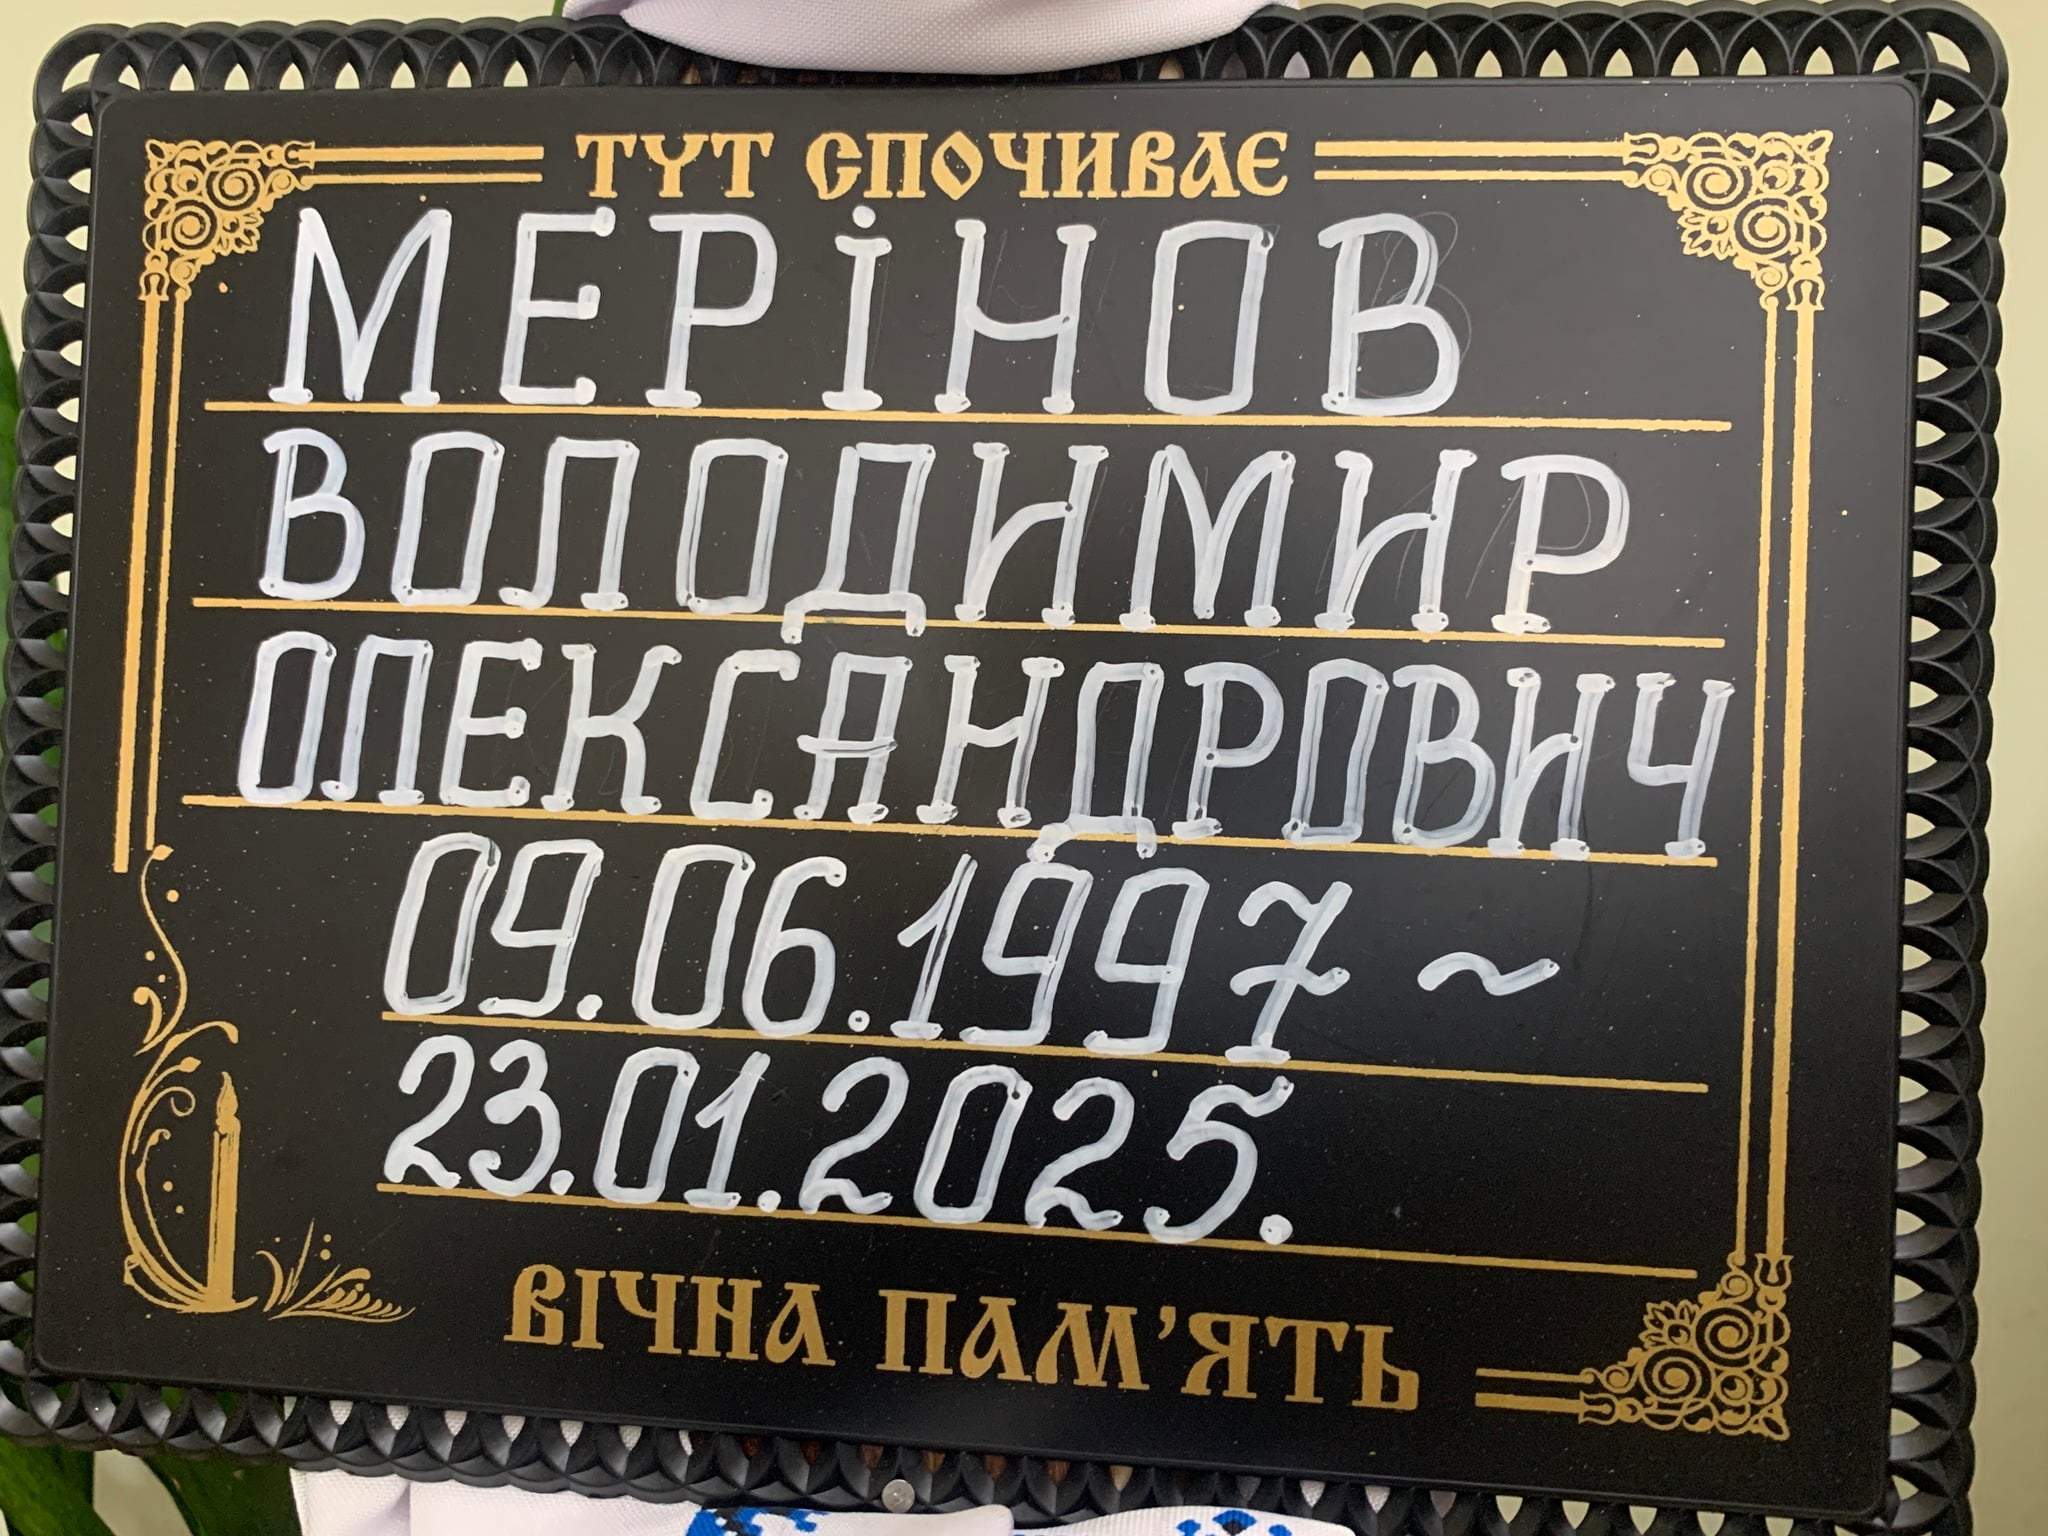 ТУТ СПОЧИВАЄ
МЕРІНОВ
ВОЛОДИМИР
ОЛЕКСАНДРОВИЧ
09.06.1997 ~
23.01.2025.
ВІЧНА ПАМ'ЯТЬ